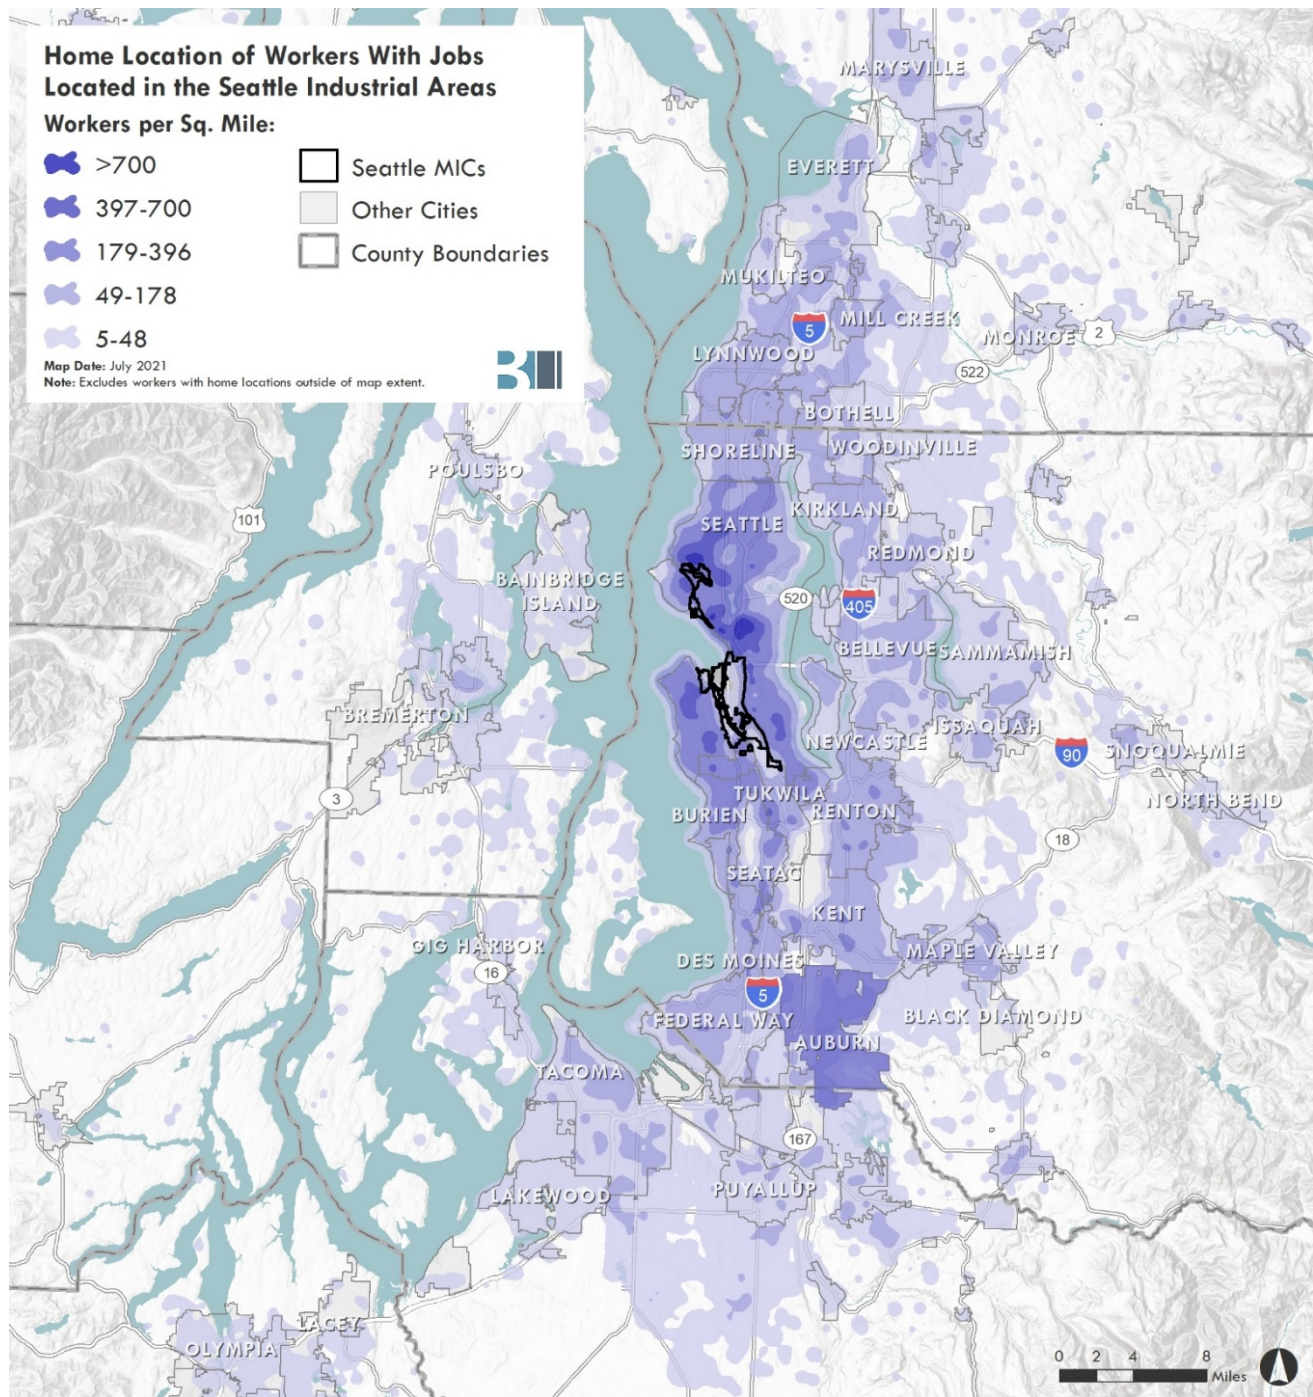 Home Location of Workers With Jobs
Located in the Seattle Industrial Areas
Workers per Sq. Mile:
>700
397-700
179-396
49-178
5-48
Seattle MICs
Other Cities
County Boundaries
Map Date: July 2021
Note: Excludes workers with home locations outside of map extent.
MARYSVILLE
EVERETT
MUKILTEO
5
MILL CREEK
MONROE
2
LYNNWOOD
522
BOTHELL
SHORELINE
WOODINVILLE
POULSBO
101
SEATTLE
KIRKLAND
REDMOND
BAINBRIDGE
ISLAND
520
405
BELLEVUE
SAMMAMISH
BREMERTON
NEWCASTLE
ISSAQUAH
90
SNOQUALMIE
3
TUKWILA
NORTH BEND
BURIEN
RENTON
18
SEATAC
KENT
GIG HARBOR
16
DES MOINES
MAPLE VALLEY
5
FEDERAL WAY
BLACK DIAMOND
AUBURN
TACOMA
167
LAKEWOOD
PUYALLUP
LACEY
OLYMPIA
0 2 4 8
Miles